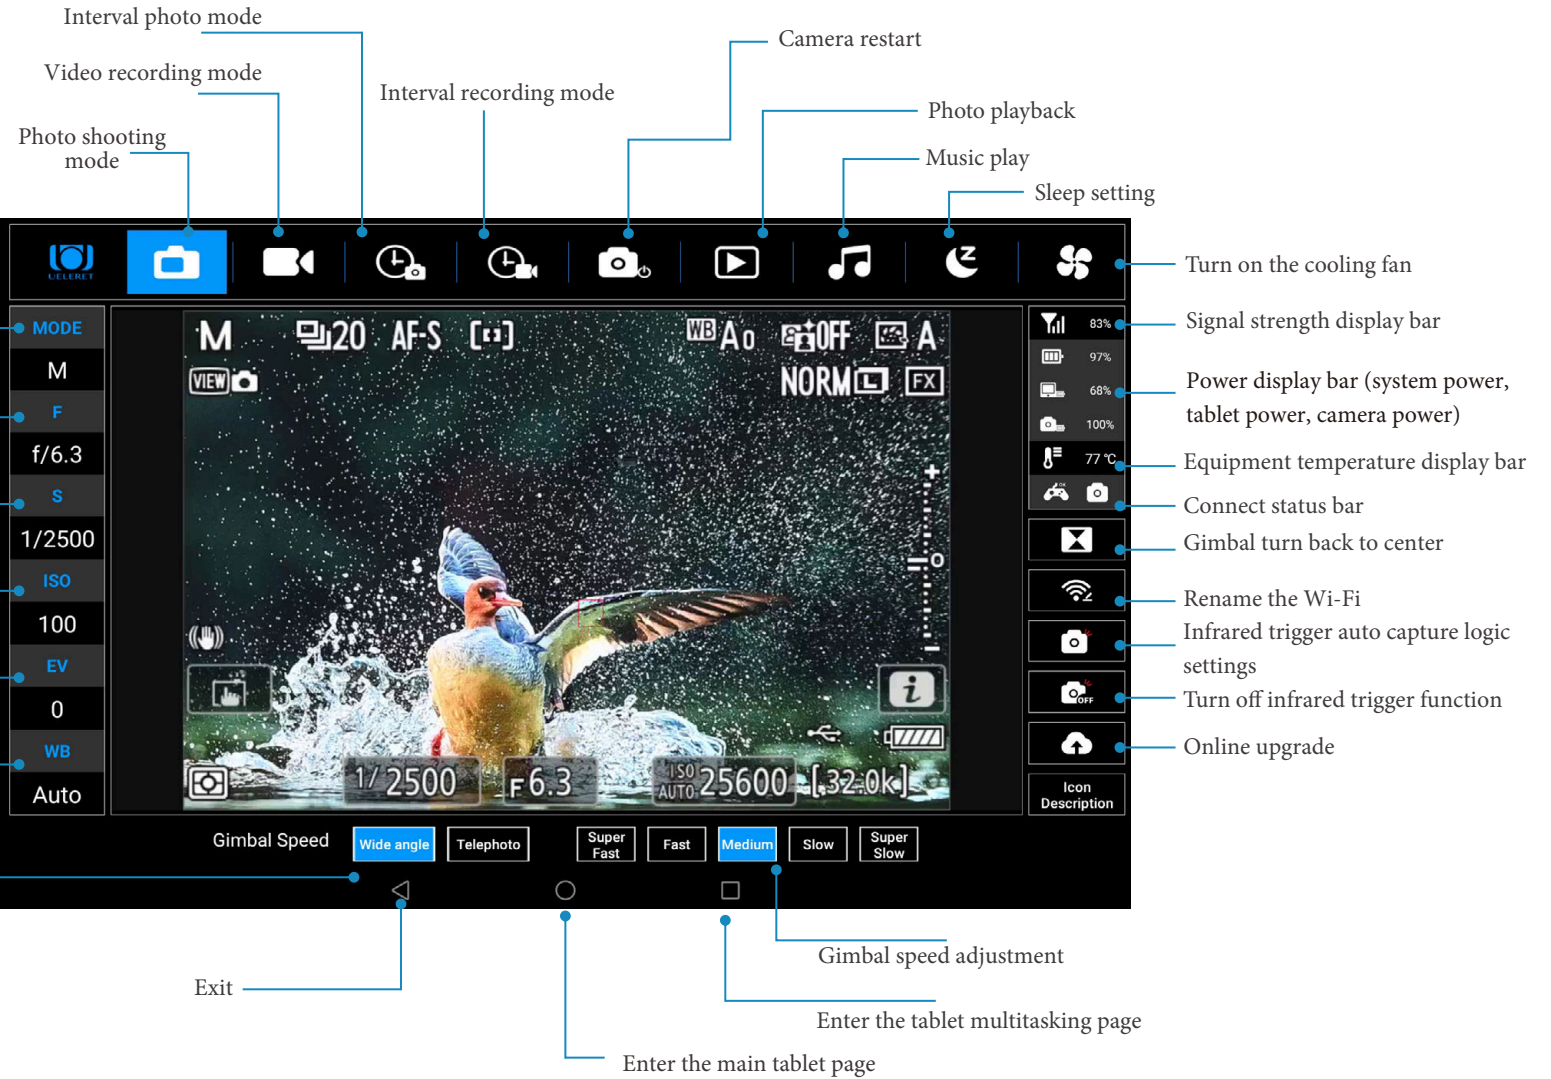 Interval photo mode
Camera restart
Video recording mode
Interval recording mode
Photo playback
Photo shooting
mode
Music play
Sleep setting
UELERET
Z
Turn on the cooling fan
MODE
M
F
f/6.3
S
1/2500
ISO
100
EV
0
WB
Auto
M 20 AF-S WB A0 OFF A
VIEW NORM L FX
+
0
i
1/2500 F6.3 ISO AUTO 25600 [32.0k]
83%
97%
68%
100%
77 °C
OK
OFF
Icon
Description
Signal strength display bar
Power display bar (system power,
tablet power, camera power)
Equipment temperature display bar
Connect status bar
Gimbal turn back to center
Rename the Wi-Fi
Infrared trigger auto capture logic
settings
Turn off infrared trigger function
Online upgrade
Gimbal Speed Wide angle Telephoto Super Fast Fast Medium Slow Super Slow
Gimbal speed adjustment
Exit
Enter the tablet multitasking page
Enter the main tablet page